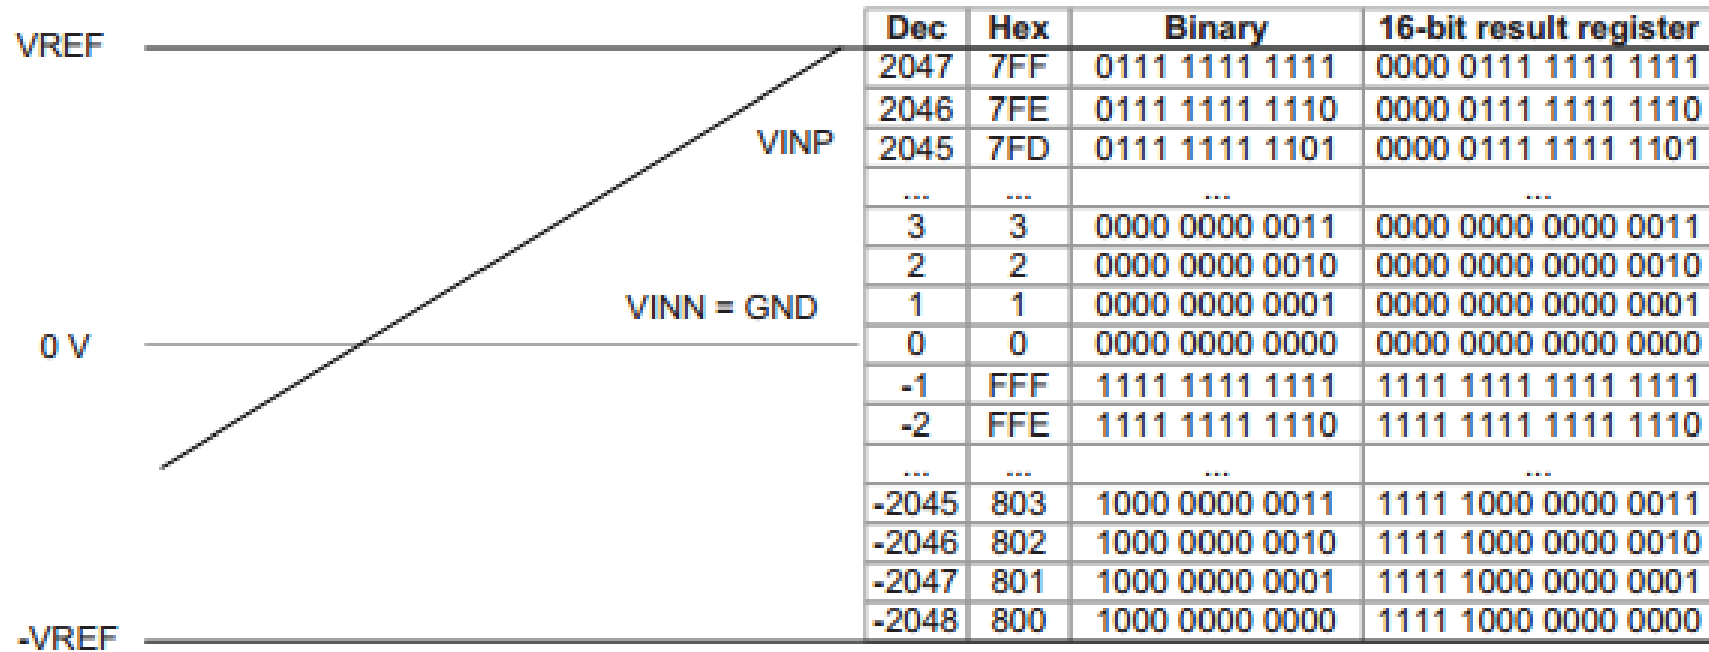 Dec Hex Binary 16-bit result register
VREF
2047 7FF 0111 1111 1111 0000 0111 1111 1111
2046 7FE 0111 1111 1110 0000 0111 1111 1110
VINP
2045 7FD 0111 1111 1101 0000 0111 1111 1101
... ... ... ...
3 3 0000 0000 0011 0000 0000 0000 0011
2 2 0000 0000 0010 0000 0000 0000 0010
VINN = GND
1 1 0000 0000 0001 0000 0000 0000 0001
0 V
0 0 0000 0000 0000 0000 0000 0000 0000
-1 FFF 1111 1111 1111 1111 1111 1111 1111
-2 FFE 1111 1111 1110 1111 1111 1111 1110
... ... ... ...
-2045 803 1000 0000 0011 1111 1000 0000 0011
-2046 802 1000 0000 0010 1111 1000 0000 0010
-2047 801 1000 0000 0001 1111 1000 0000 0001
-2048 800 1000 0000 0000 1111 1000 0000 0000
-VREF